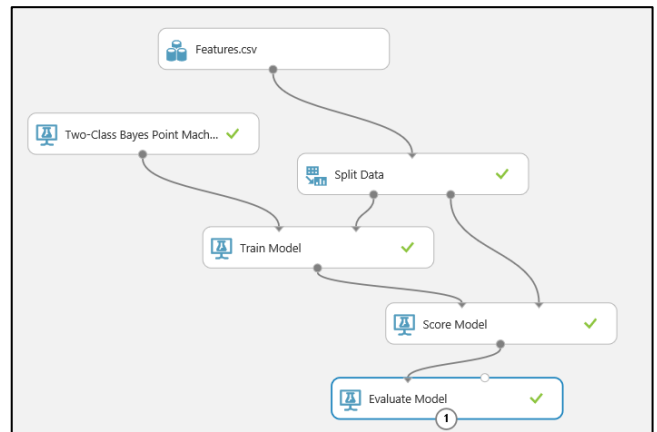 Features.csv
Two-Class Bayes Point Mach...
Split Data
Train Model
Score Model
Evaluate Model
1